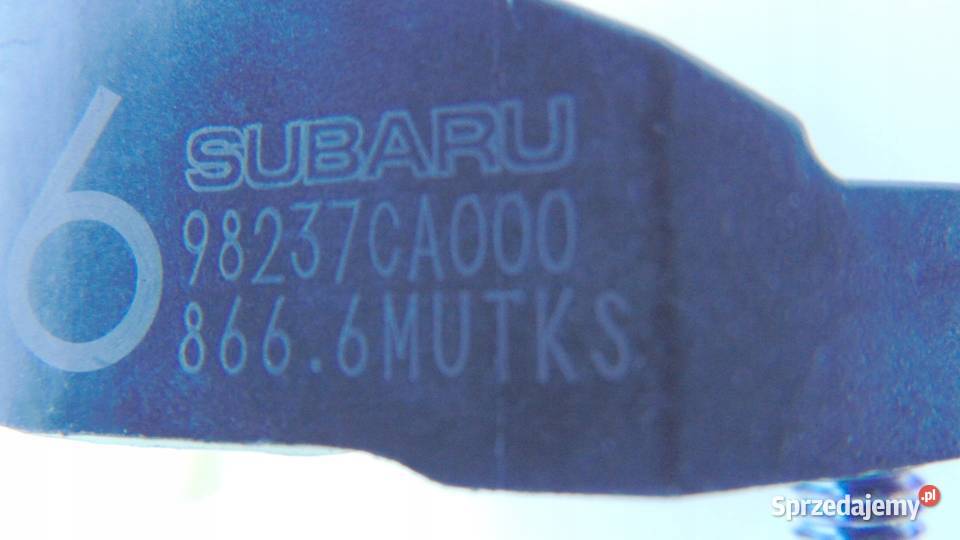 6
SUBARU
98237CA000
866.6MUTKS
Sprzedajemy.pl